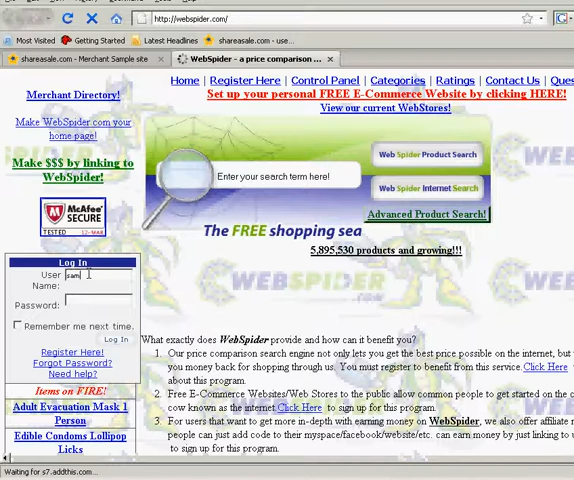 http://webspider.com/
Most Visited Getting Started Latest Headlines shareasale.com - use...
shareasale.com - Merchant Sample site WebSpider - a price comparison ...
Home | Register Here | Control Panel | Categories | Ratings | Contact Us | Ques
Set up your personal FREE E-Commerce Website by clicking HERE!
View our current WebStores!
Merchant Directory!
Make WebSpider.com your
home page!
Make $$$ by linking to
WebSpider!
McAfee
SECURE
TESTED 12-MAR
Enter your search term here!
Web Spider Product Search
Web Spider Internet Search
Advanced Product Search!
The FREE shopping sea
5,895,530 products and growing!!!
WEBSPIDER
.COM
Log In
User
Name:
sam
Password:
Remember me next time.
Log In
Register Here!
Forgot Password?
Need help?
Items on FIRE!
Adult Evacuation Mask 1
Person
Edible Condoms Lollipop
Licks
What exactly does WebSpider provide and how can it benefit you?
1. Our price comparison search engine not only lets you get the best price possible on the internet, but
you money back for shopping through us. You must register to benefit from this service.Click Here
about this program.
2. Free E-Commerce Websites/Web Stores to the public allow common people to get started on the
cow known as the internet.Click Here to sign up for this program.
3. For users that want to get more in-depth with earning money on WebSpider, we also offer affiliate
people can just add code to their myspace/facebook/website/etc. can earn money by just linking to
to sign up for this program.
Waiting for s7.addthis.com...